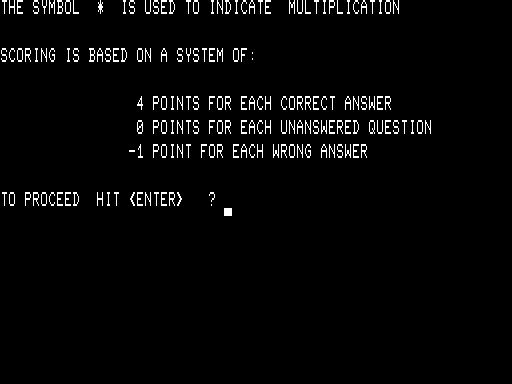 THE SYMBOL  *  IS USED TO INDICATE  MULTIPLICATION
SCORING IS BASED ON A SYSTEM OF:
4 POINTS FOR EACH CORRECT ANSWER
0 POINTS FOR EACH UNANSWERED QUESTION
-1 POINT FOR EACH WRONG ANSWER
TO PROCEED  HIT <ENTER>   ?